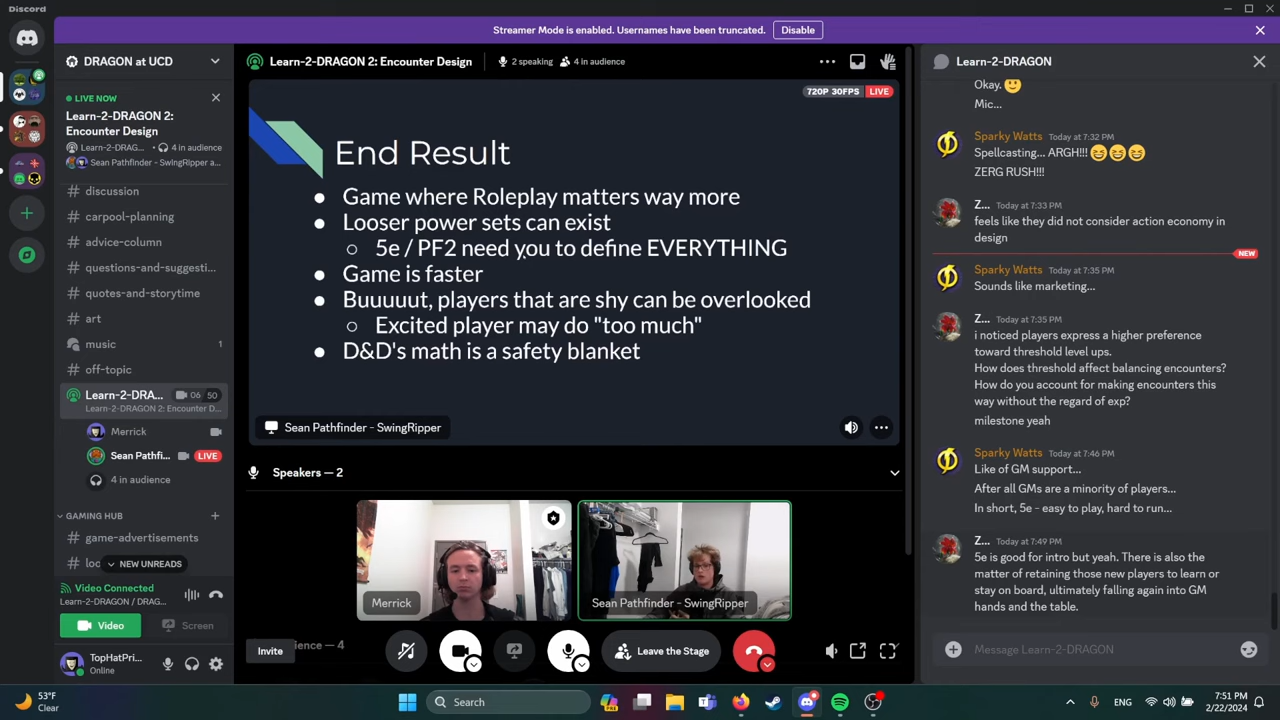 Discord
Streamer Mode is enabled. Usernames have been truncated.
Disable
DRAGON at UCD
LIVE NOW
Learn-2-DRAGON 2:
Encounter Design
Learn-2-DRAG...
4 in audience
Sean Pathfinder - SwingRipper a...
discussion
carpool-planning
advice-column
questions-and-suggesti...
quotes-and-storytime
art
music
1
off-topic
Learn-2-DRA...
06 50
Learn-2-DRAGON 2: Encounter D...
Merrick
Sean Pathfi...
LIVE
4 in audience
GAMING HUB
game-advertisements
loo
NEW UNREADS
Video Connected
Learn-2-DRAGON / DRAG...
Video
Screen
TopHatPri...
Online
Learn-2-DRAGON 2: Encounter Design
2 speaking
4 in audience
720P 30FPS
LIVE
End Result
Game where Roleplay matters way more
Looser power sets can exist
5e / PF2 need you to define EVERYTHING
Game is faster
Buuuuut, players that are shy can be overlooked
Excited player may do "too much"
D&D's math is a safety blanket
Sean Pathfinder - SwingRipper
Speakers — 2
Merrick
Sean Pathfinder - SwingRipper
Invite
ience — 4
Leave the Stage
Learn-2-DRAGON
Okay. 🙂
Mic...
Sparky Watts Today at 7:32 PM
Spellcasting... ARGH!!! 😆😆😆
ZERG RUSH!!!
Z... Today at 7:33 PM
feels like they did not consider action economy in
design
NEW
Sparky Watts Today at 7:35 PM
Sounds like marketing...
Z... Today at 7:35 PM
i noticed players express a higher preference
toward threshold level ups.
How does threshold affect balancing encounters?
How do you account for making encounters this
way without the regard of exp?
milestone yeah
Sparky Watts Today at 7:46 PM
Like of GM support...
After all GMs are a minority of players...
In short, 5e - easy to play, hard to run...
Z... Today at 7:49 PM
5e is good for intro but yeah. There is also the
matter of retaining those new players to learn or
stay on board, ultimately falling again into GM
hands and the table.
Message Learn-2-DRAGON
53°F
Clear
Search
PRE
ENG
7:51 PM
2/22/2024